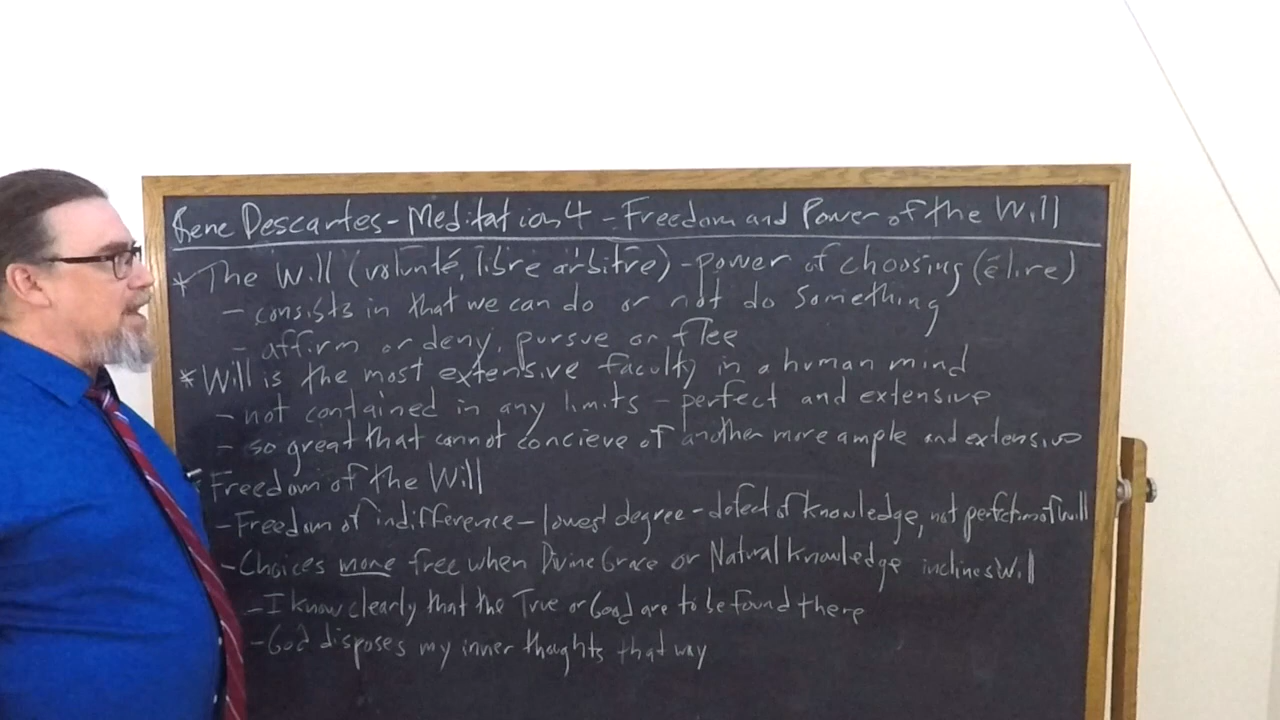 Rene Descartes - Meditation 4 - Freedom and Power of the Will
* The Will (volunté, libre arbitre) - power of choosing (élire)
- consists in that we can do or not do something
- affirm or deny, pursue or flee
* Will is the most extensive faculty in a human mind
- not contained in any limits - perfect and extensive
- so great that cannot concieve of another more ample and extensive
Freedom of the Will
- Freedom of indifference - lowest degree - defect of knowledge, not perfection of will
- Choices more free when Divine Grace or Natural knowledge inclines Will
- I know clearly that the True or Good are to be found there
- God disposes my inner thoughts that way